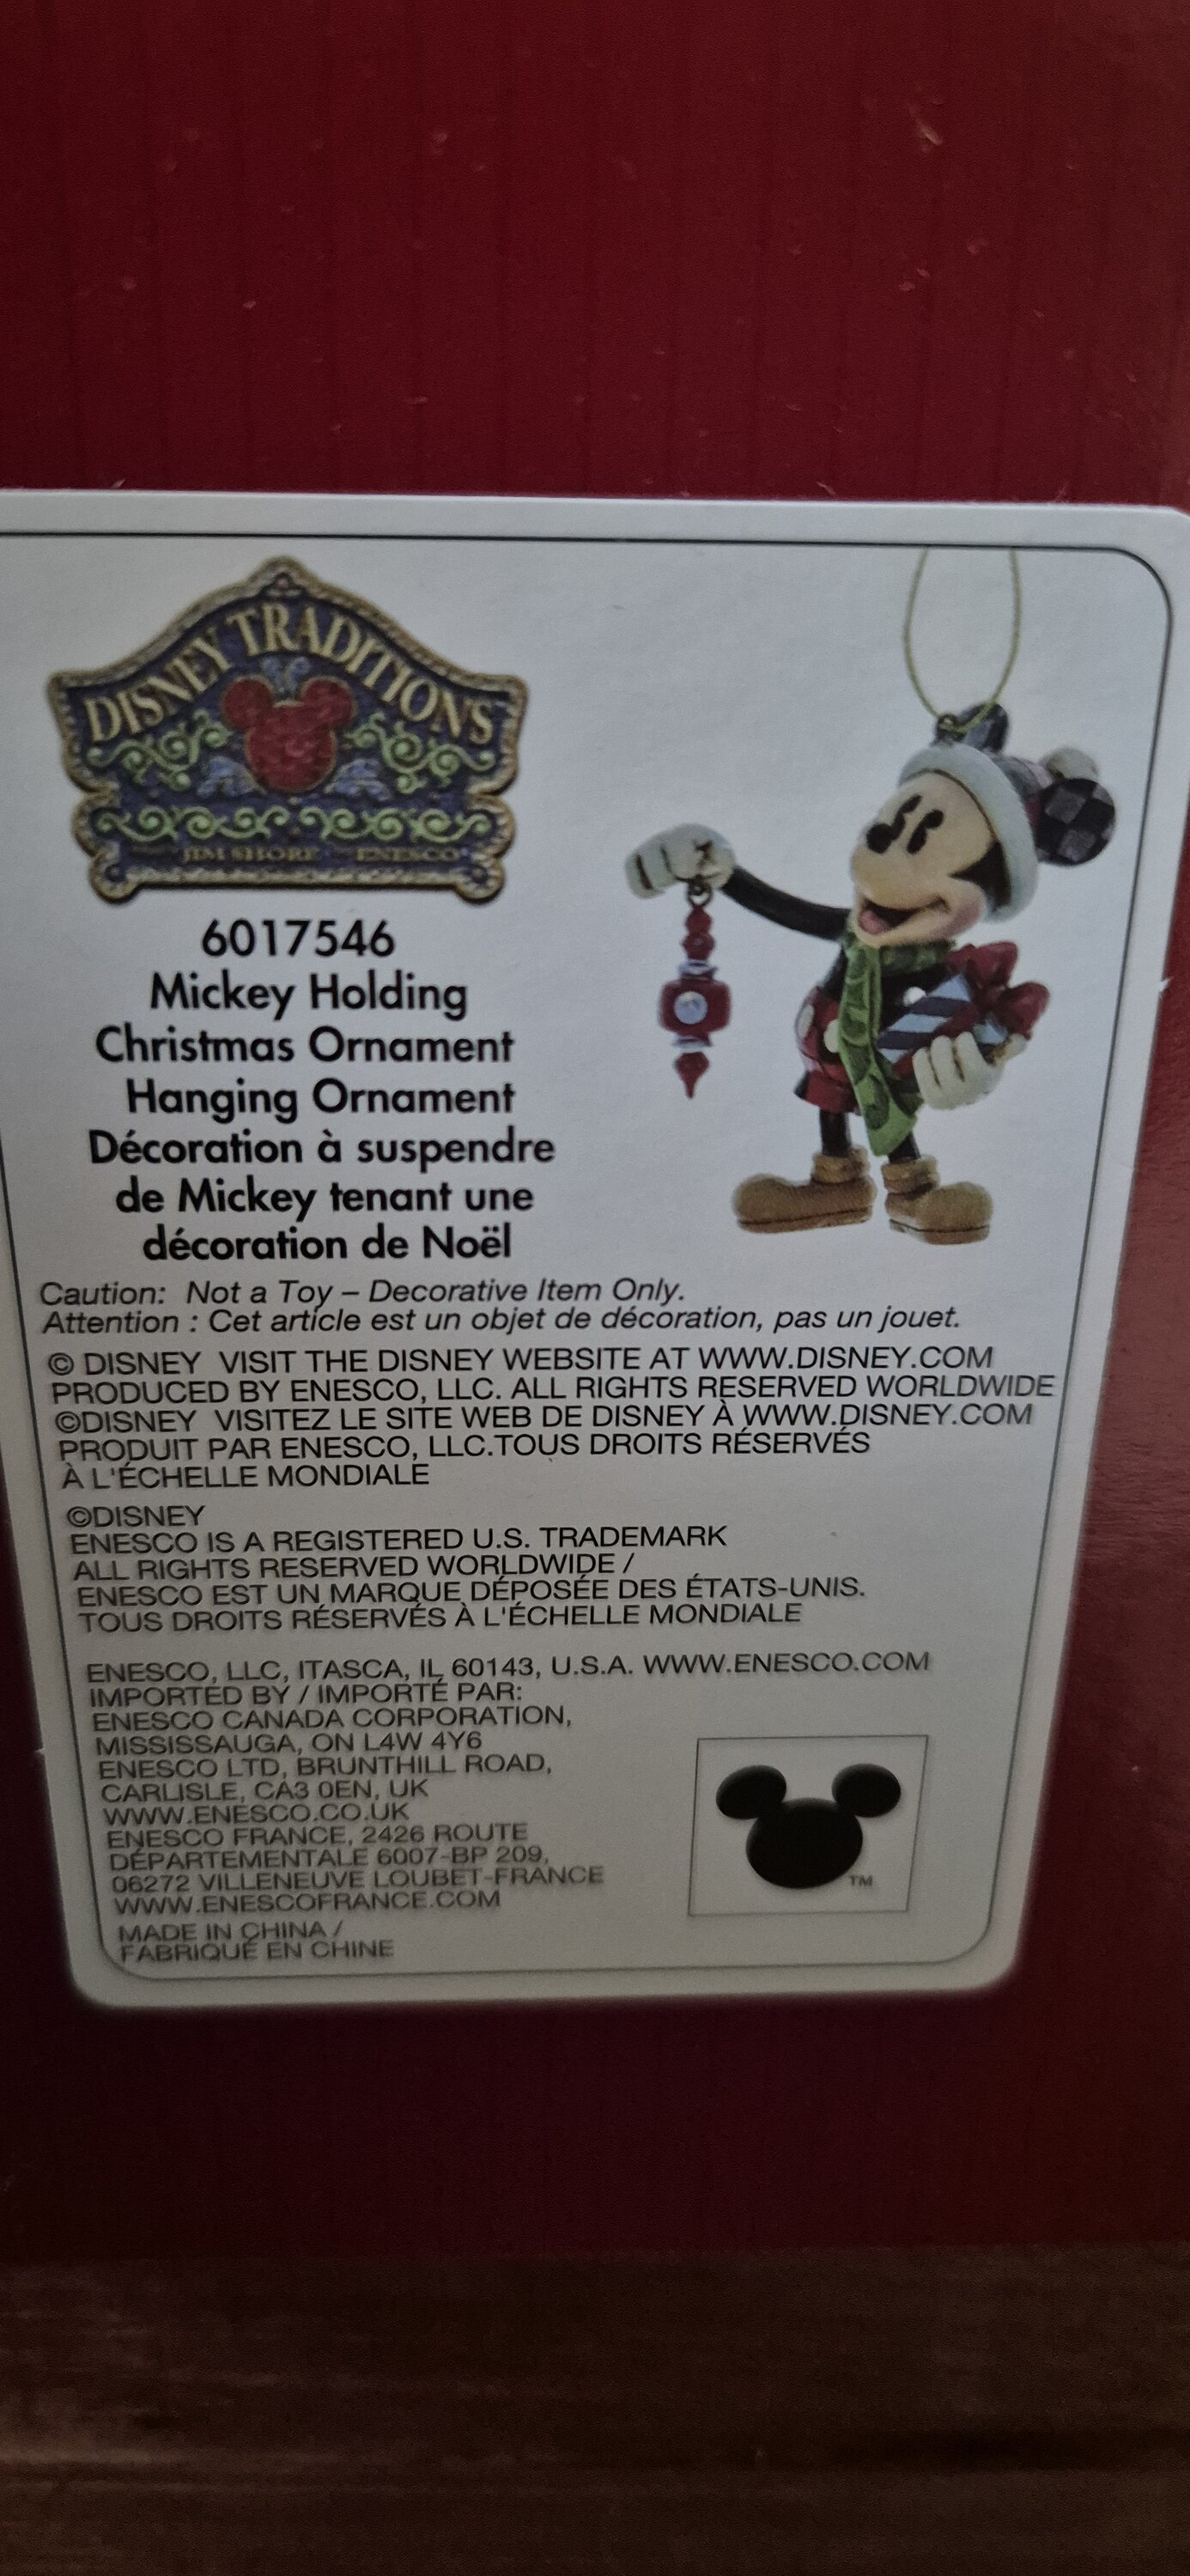 DISNEY TRADITIONS
JIM SHORE ENESCO
6017546
Mickey Holding
Christmas Ornament
Hanging Ornament
Décoration à suspendre
de Mickey tenant une
décoration de Noël
Caution: Not a Toy – Decorative Item Only.
Attention : Cet article est un objet de décoration, pas un jouet.
© DISNEY VISIT THE DISNEY WEBSITE AT WWW.DISNEY.COM
PRODUCED BY ENESCO, LLC. ALL RIGHTS RESERVED WORLDWIDE
©DISNEY VISITEZ LE SITE WEB DE DISNEY À WWW.DISNEY.COM
PRODUIT PAR ENESCO, LLC.TOUS DROITS RÉSERVÉS
À L'ÉCHELLE MONDIALE
©DISNEY
ENESCO IS A REGISTERED U.S. TRADEMARK
ALL RIGHTS RESERVED WORLDWIDE /
ENESCO EST UN MARQUE DÉPOSÉE DES ÉTATS-UNIS.
TOUS DROITS RÉSERVÉS À L'ÉCHELLE MONDIALE
ENESCO, LLC, ITASCA, IL 60143, U.S.A. WWW.ENESCO.COM
IMPORTED BY / IMPORTÉ PAR:
ENESCO CANADA CORPORATION,
MISSISSAUGA, ON L4W 4Y6
ENESCO LTD, BRUNTHILL ROAD,
CARLISLE, CA3 0EN, UK
WWW.ENESCO.CO.UK
ENESCO FRANCE, 2426 ROUTE
DÉPARTEMENTALE 6007-BP 209,
06272 VILLENEUVE LOUBET-FRANCE
WWW.ENESCOFRANCE.COM
MADE IN CHINA /
FABRIQUÉ EN CHINE
TM